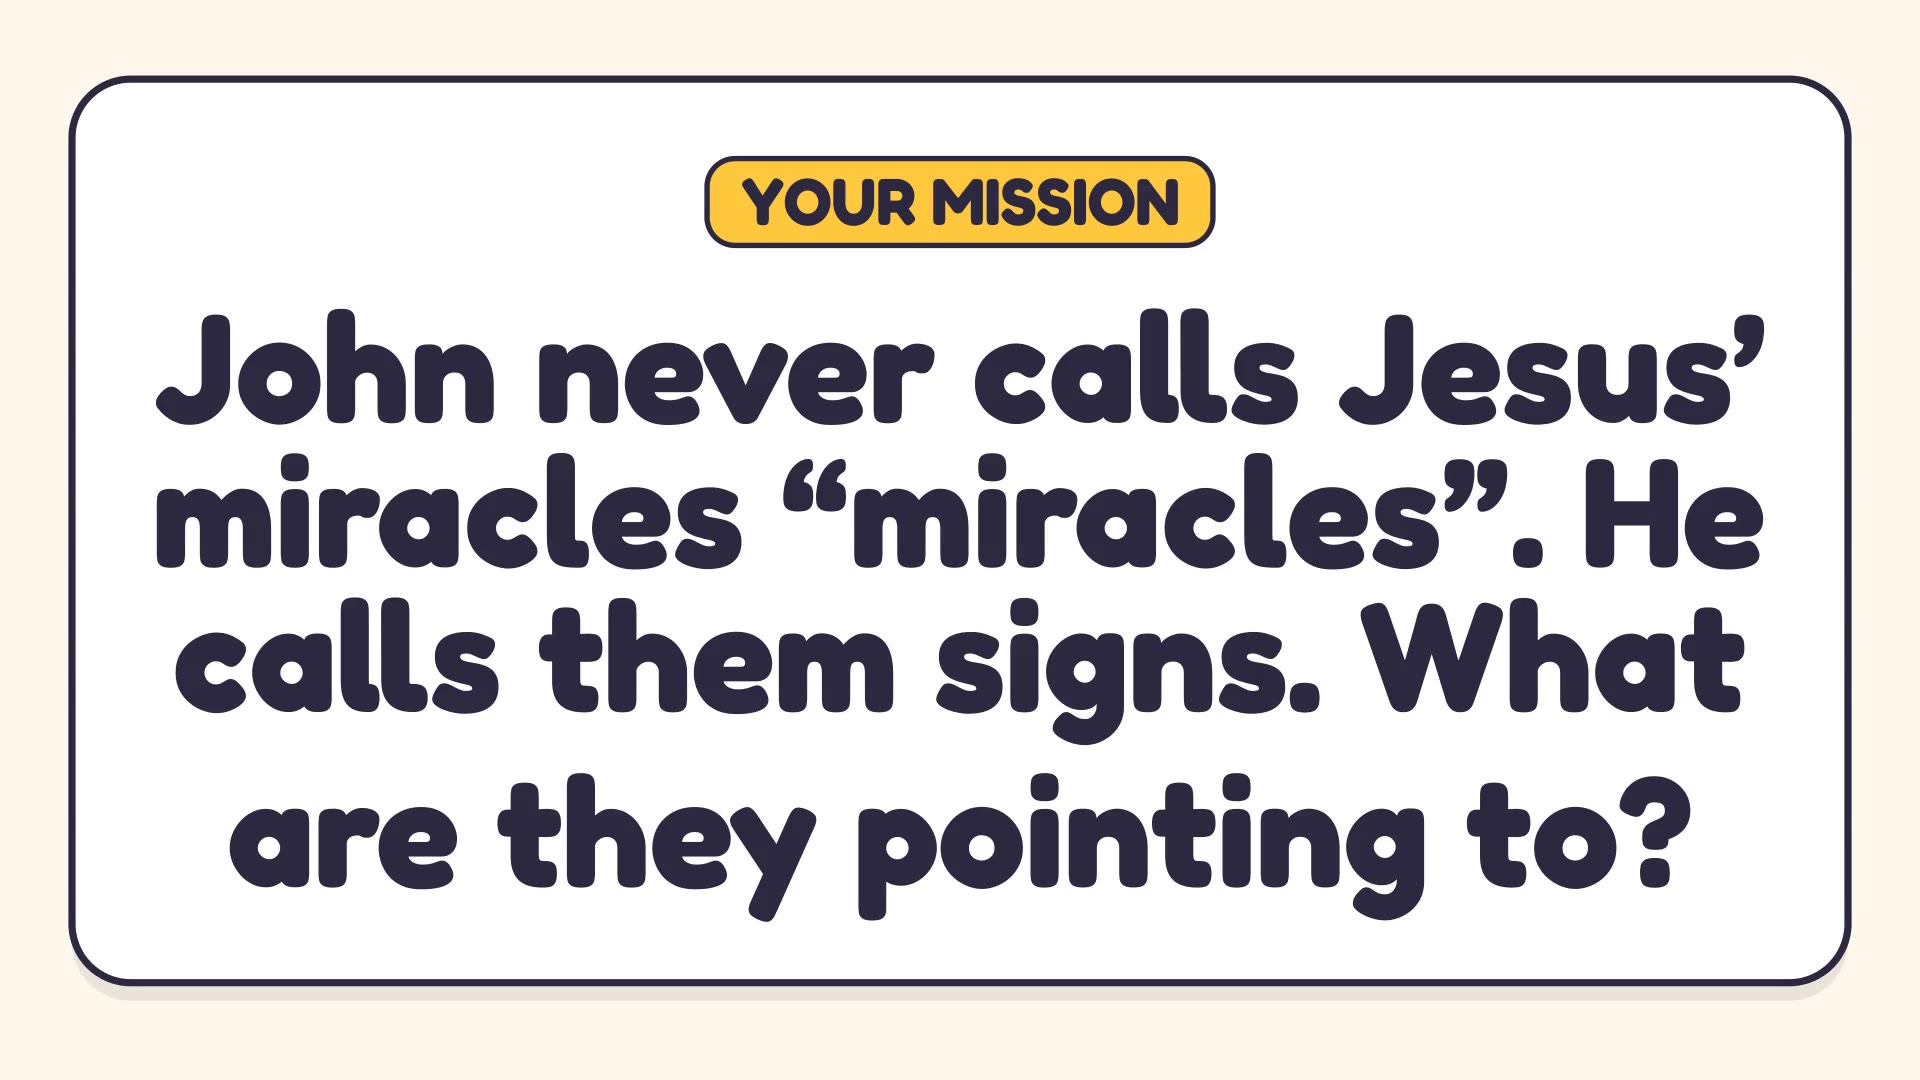 YOUR MISSION
John never calls Jesus’
miracles “miracles”. He
calls them signs. What
are they pointing to?